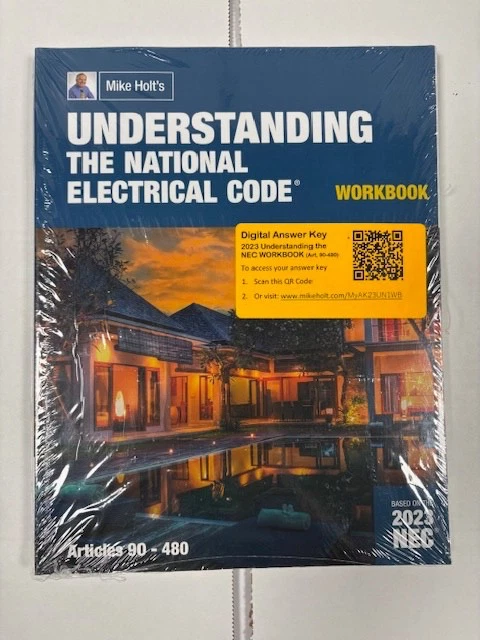 Mike Holt's
UNDERSTANDING
THE NATIONAL
ELECTRICAL CODE®
WORKBOOK
Digital Answer Key
2023 Understanding the
NEC WORKBOOK (Art. 90-480)
To access your answer key
1. Scan this QR Code
2. Or visit: www.mikeholt.com/MyAK23UN1WB
BASED ON THE
2023
NEC
Articles 90 - 480